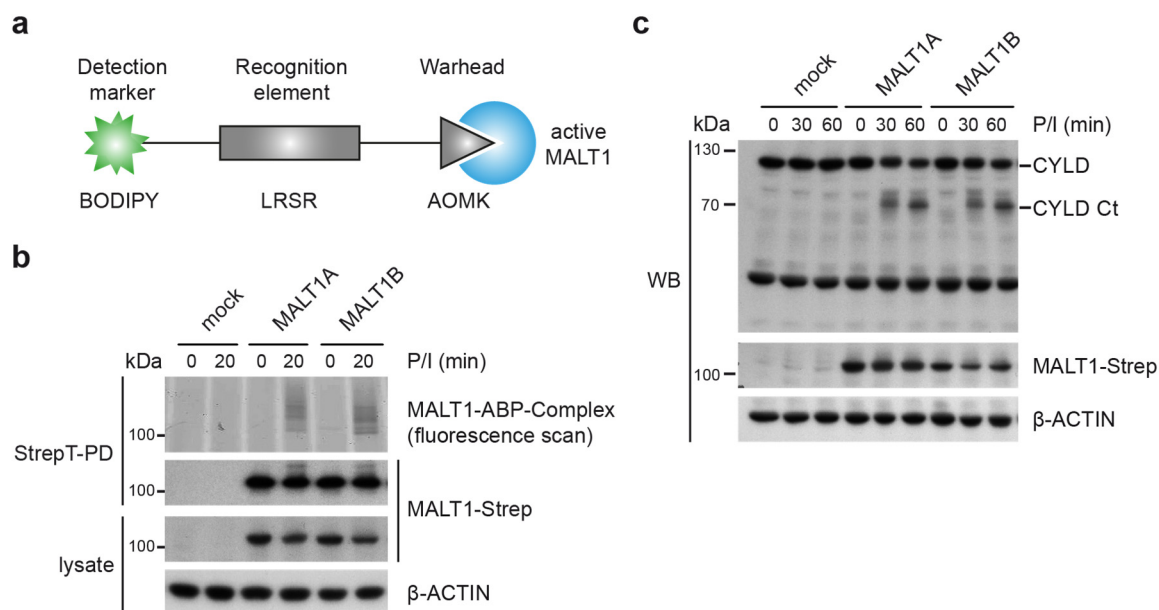 a
Detection
marker
Recognition
element
Warhead
active
MALT1
BODIPY
LRSR
AOMK
b
mock
MALT1A
MALT1B
kDa
0 20 0 20 0 20
P/I (min)
100
MALT1-ABP-Complex
(fluorescence scan)
StrepT-PD
100
MALT1-Strep
lysate
100
β-ACTIN
c
mock
MALT1A
MALT1B
kDa
0 30 60 0 30 60 0 30 60
P/I (min)
130
CYLD
70
CYLD Ct
WB
100
MALT1-Strep
β-ACTIN